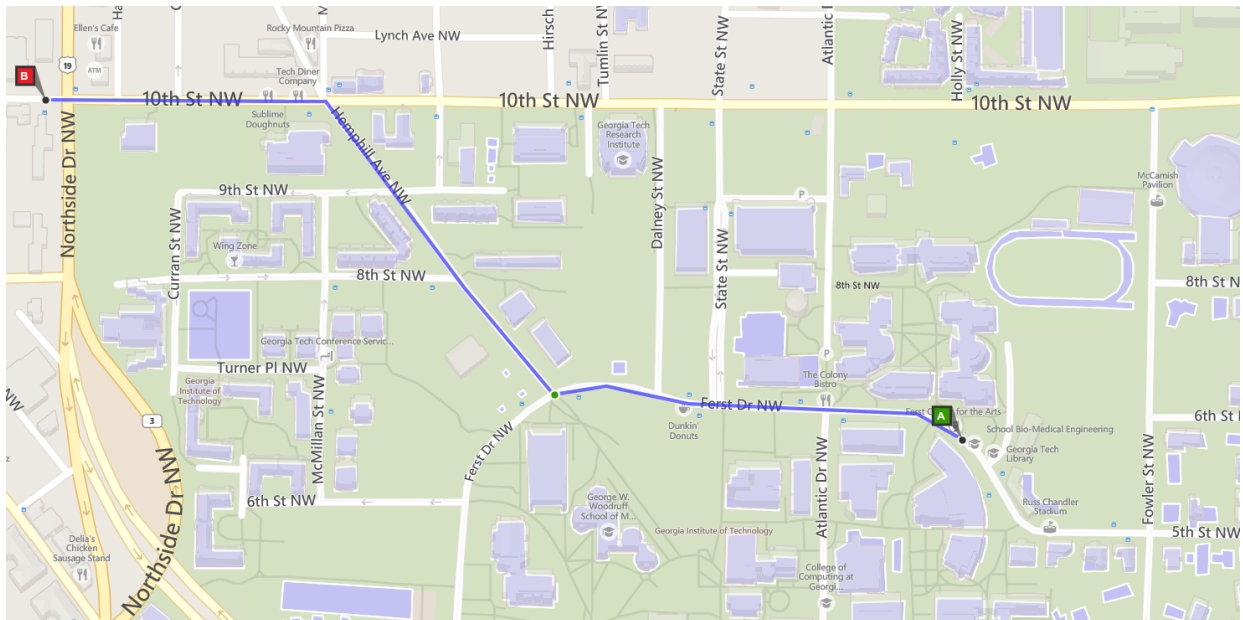 Ellen's Cafe
ATM
19
B
Rocky Mountain Pizza
Lynch Ave NW
Hirsch
Tumlin St NW
State St NW
Atlantic D
Holly St NW
Tech Diner
Company
10th St NW
10th St NW
10th St NW
Sublime
Doughnuts
Hemphill Ave NW
Georgia Tech
Research
Institute
Northside Dr NW
9th St NW
Dalney St NW
P
McCamish
Pavilion
Curran St NW
Wing Zone
8th St NW
State St NW
8th St NW
8th St N
Georgia Tech Conference Servic...
Turner Pl NW
P
The Colony
Bistro
Georgia
Institute of
Technology
3
NW
McMillan St NW
Ferst Dr NW
Ferst Dr NW
Dunkin'
Donuts
A
Ferst C for the Arts
School Bio-Medical Engineering
Georgia Tech
Library
6th St
Fowler St NW
6th St NW
George W.
Woodruff
School of M...
Atlantic Dr NW
Russ Chandler
Stadium
Georgia Institute of Technology
5th St NW
Delia's
Chicken
Sausage Stand
Northside Dr NW
College of
Computing at
Georgi...